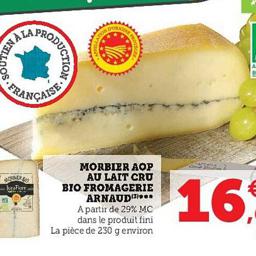 SOUTIEN À LA PRODUCTION
FRANÇAISE
MORBIER AOP
AU LAIT CRU
BIO FROMAGERIE
ARNAUD
A partir de 29% MC
dans le produit fini
La pièce de 230 g environ
16€